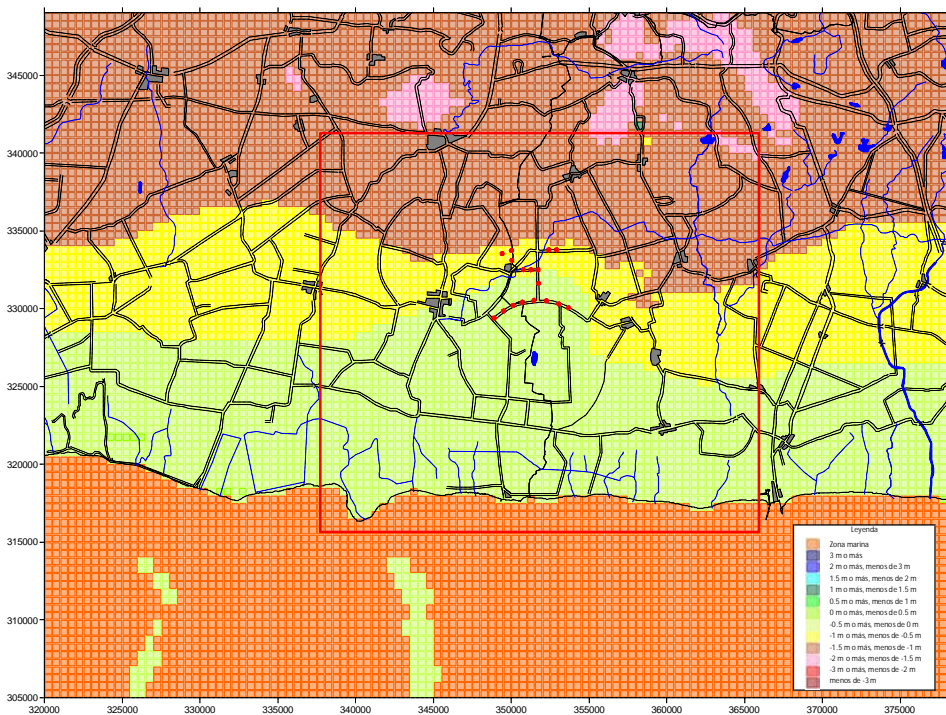 345000
340000
335000
330000
325000
320000
315000
310000
305000
320000 325000 330000 335000 340000 345000 350000 355000 360000 365000 370000 375000
Leyenda
Zona marina
3 m o más
2 m o más, menos de 3 m
1.5 m o más, menos de 2 m
1 m o más, menos de 1.5 m
0.5 m o más, menos de 1 m
0 m o más, menos de 0.5 m
-0.5 m o más, menos de 0 m
-1 m o más, menos de -0.5 m
-1.5 m o más, menos de -1 m
-2 m o más, menos de -1.5 m
-3 m o más, menos de -2 m
menos de -3 m